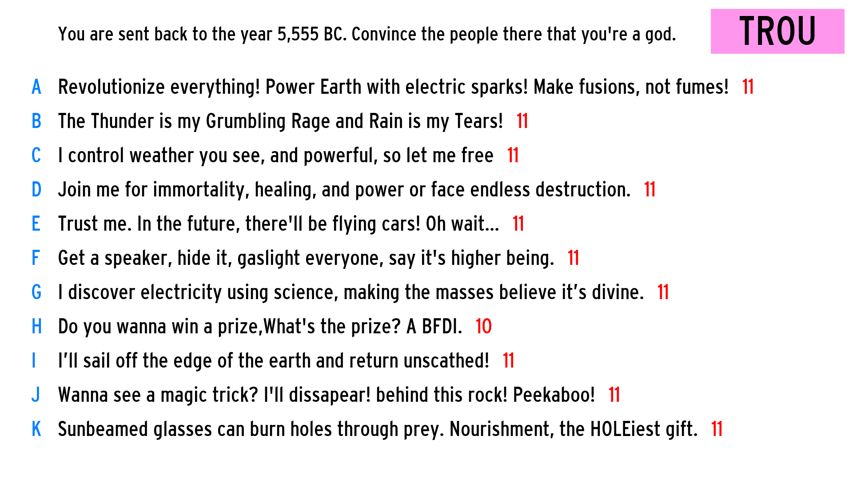 You are sent back to the year 5,555 BC. Convince the people there that you're a god.
TROU
A Revolutionize everything! Power Earth with electric sparks! Make fusions, not fumes! 11
B The Thunder is my Grumbling Rage and Rain is my Tears! 11
C I control weather you see, and powerful, so let me free 11
D Join me for immortality, healing, and power or face endless destruction. 11
E Trust me. In the future, there'll be flying cars! Oh wait... 11
F Get a speaker, hide it, gaslight everyone, say it's higher being. 11
G I discover electricity using science, making the masses believe it’s divine. 11
H Do you wanna win a prize,What's the prize? A BFDI. 10
I I’ll sail off the edge of the earth and return unscathed! 11
J Wanna see a magic trick? I'll dissapear! behind this rock! Peekaboo! 11
K Sunbeamed glasses can burn holes through prey. Nourishment, the HOLEiest gift. 11